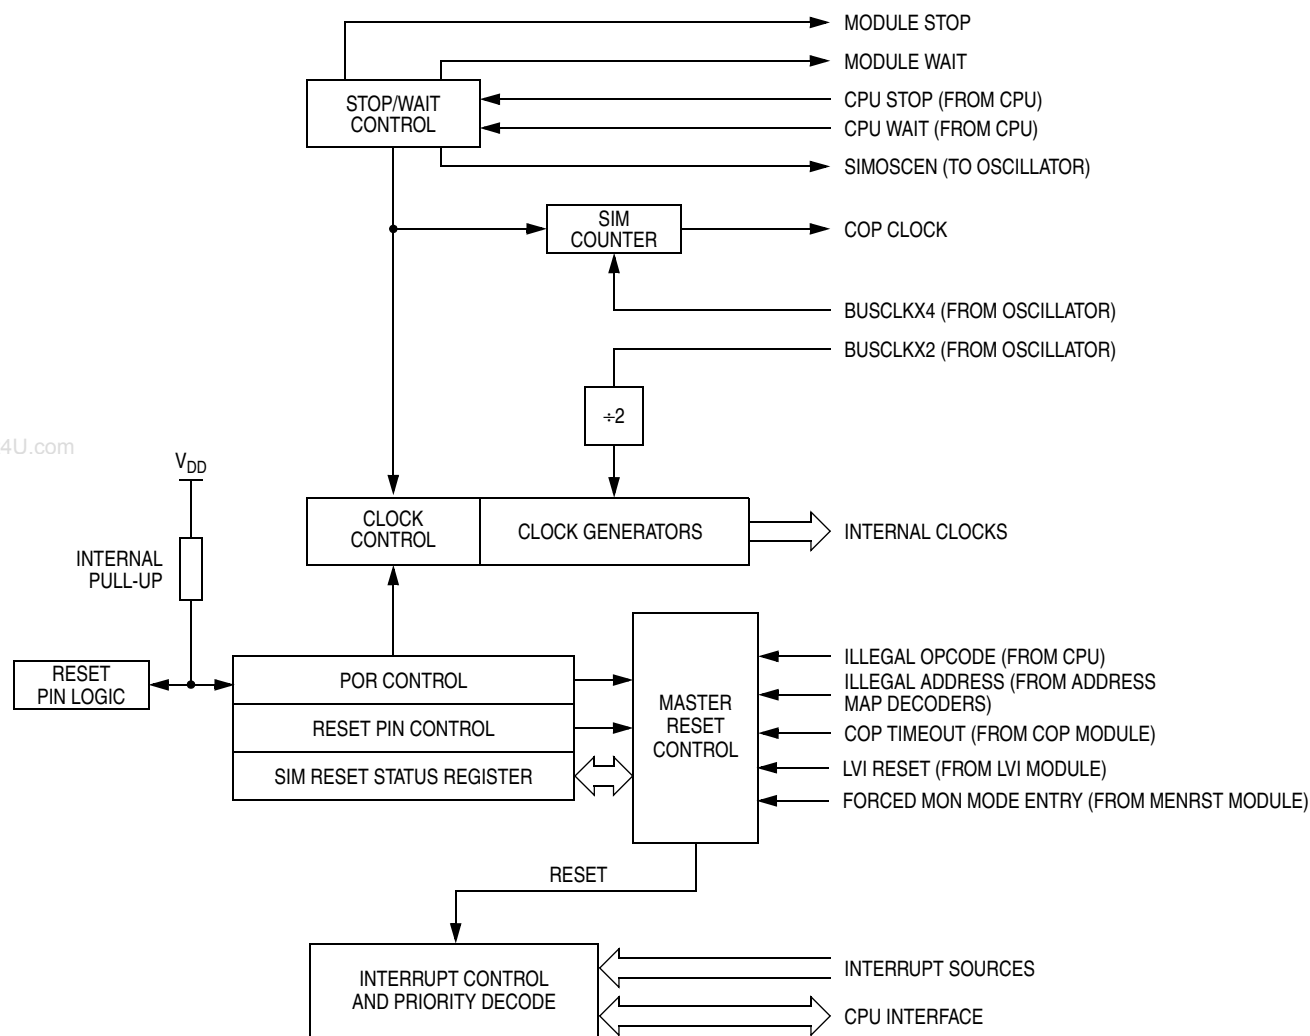 MODULE STOP
MODULE WAIT
STOP/WAIT
CONTROL
CPU STOP (FROM CPU)
CPU WAIT (FROM CPU)
SIMOSCEN (TO OSCILLATOR)
SIM
COUNTER
COP CLOCK
BUSCLKX4 (FROM OSCILLATOR)
BUSCLKX2 (FROM OSCILLATOR)
÷2
4U.com
VDD
CLOCK
CONTROL
CLOCK GENERATORS
INTERNAL CLOCKS
INTERNAL
PULL-UP
RESET
PIN LOGIC
POR CONTROL
RESET PIN CONTROL
SIM RESET STATUS REGISTER
MASTER
RESET
CONTROL
ILLEGAL OPCODE (FROM CPU)
ILLEGAL ADDRESS (FROM ADDRESS
MAP DECODERS)
COP TIMEOUT (FROM COP MODULE)
LVI RESET (FROM LVI MODULE)
FORCED MON MODE ENTRY (FROM MENRST MODULE)
RESET
INTERRUPT CONTROL
AND PRIORITY DECODE
INTERRUPT SOURCES
CPU INTERFACE